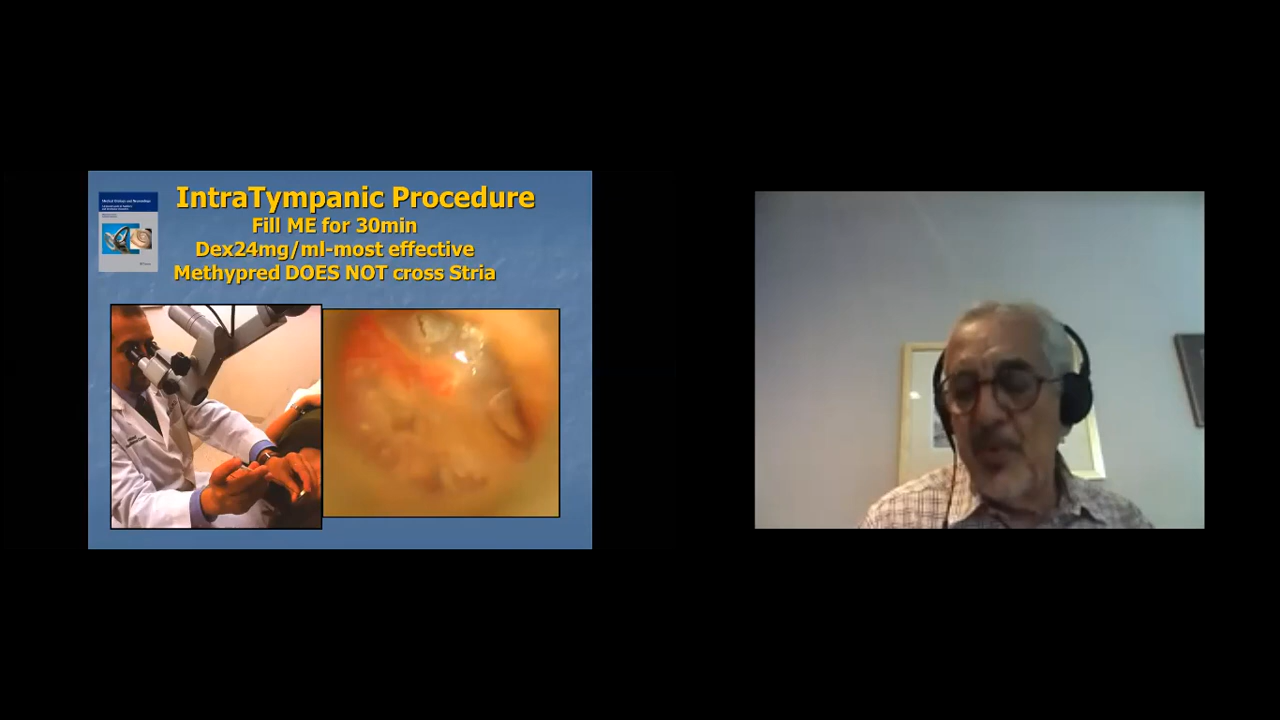 IntraTympanic Procedure
Fill ME for 30min
Dex24mg/ml-most effective
Methypred DOES NOT cross Stria